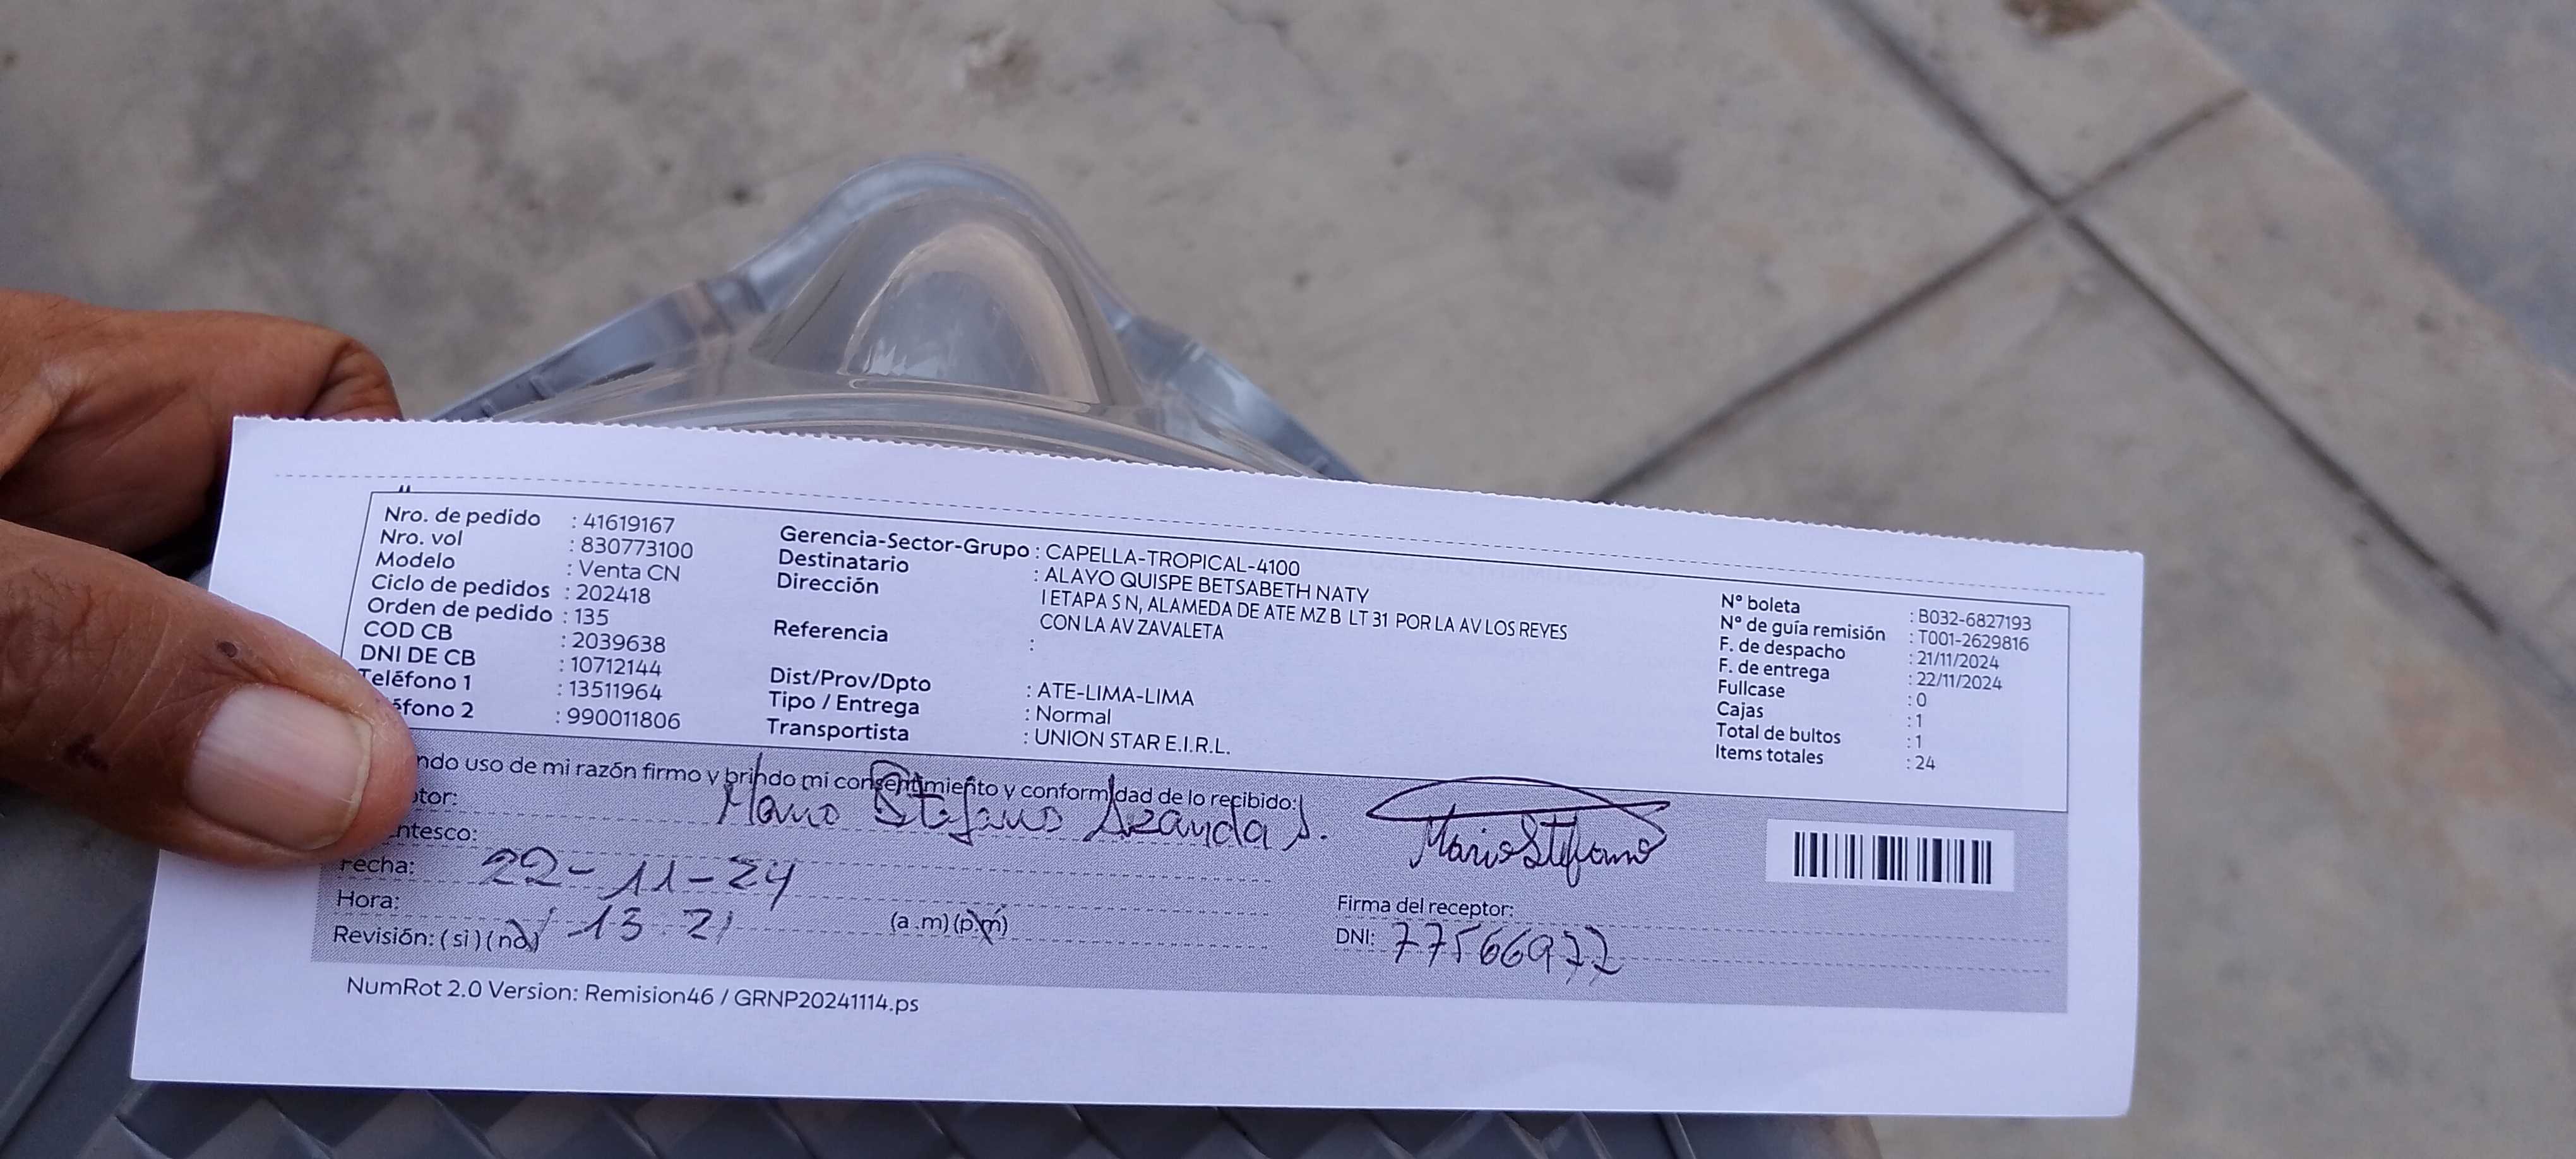 Nro. de pedido : 41619167
Nro. vol : 830773100
Modelo : Venta CN
Ciclo de pedidos : 202418
Orden de pedido : 135
COD CB : 2039638
DNI DE CB : 10712144
Teléfono 1 : 13511964
éfono 2 : 990011806
Gerencia-Sector-Grupo : CAPELLA-TROPICAL-4100
Destinatario : ALAYO QUISPE BETSABETH NATY
Dirección I ETAPA S N, ALAMEDA DE ATE MZ B LT 31 POR LA AV LOS REYES
CON LA AV ZAVALETA
Referencia :
Dist/Prov/Dpto : ATE-LIMA-LIMA
Tipo / Entrega : Normal
Transportista : UNION STAR E.I.R.L.
N° boleta : B032-6827193
N° de guía remisión : T001-2629816
F. de despacho : 21/11/2024
F. de entrega : 22/11/2024
Fullcase : 0
Cajas : 1
Total de bultos : 1
Items totales : 24
ndo uso de mi razón firmo y brindo mi consentimiento y conformidad de lo recibido:
ptor: Mario Stefano S.
ntesco:
Fecha: 22-11-24
Hora: 13:21 (a.m)(p.m)
Revisión: (si)(no)
Mario Stefano
Firma del receptor:
DNI: 77566972
NumRot 2.0 Version: Remision46 / GRNP20241114.ps